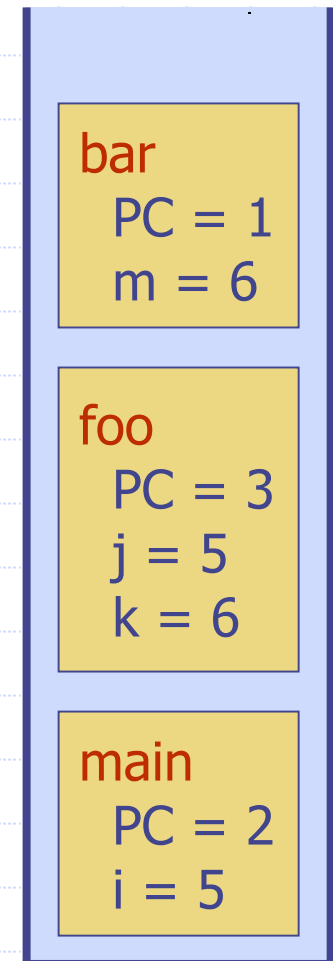 bar
PC = 1
m = 6
foo
PC = 3
j = 5
k = 6
main
PC = 2
i = 5